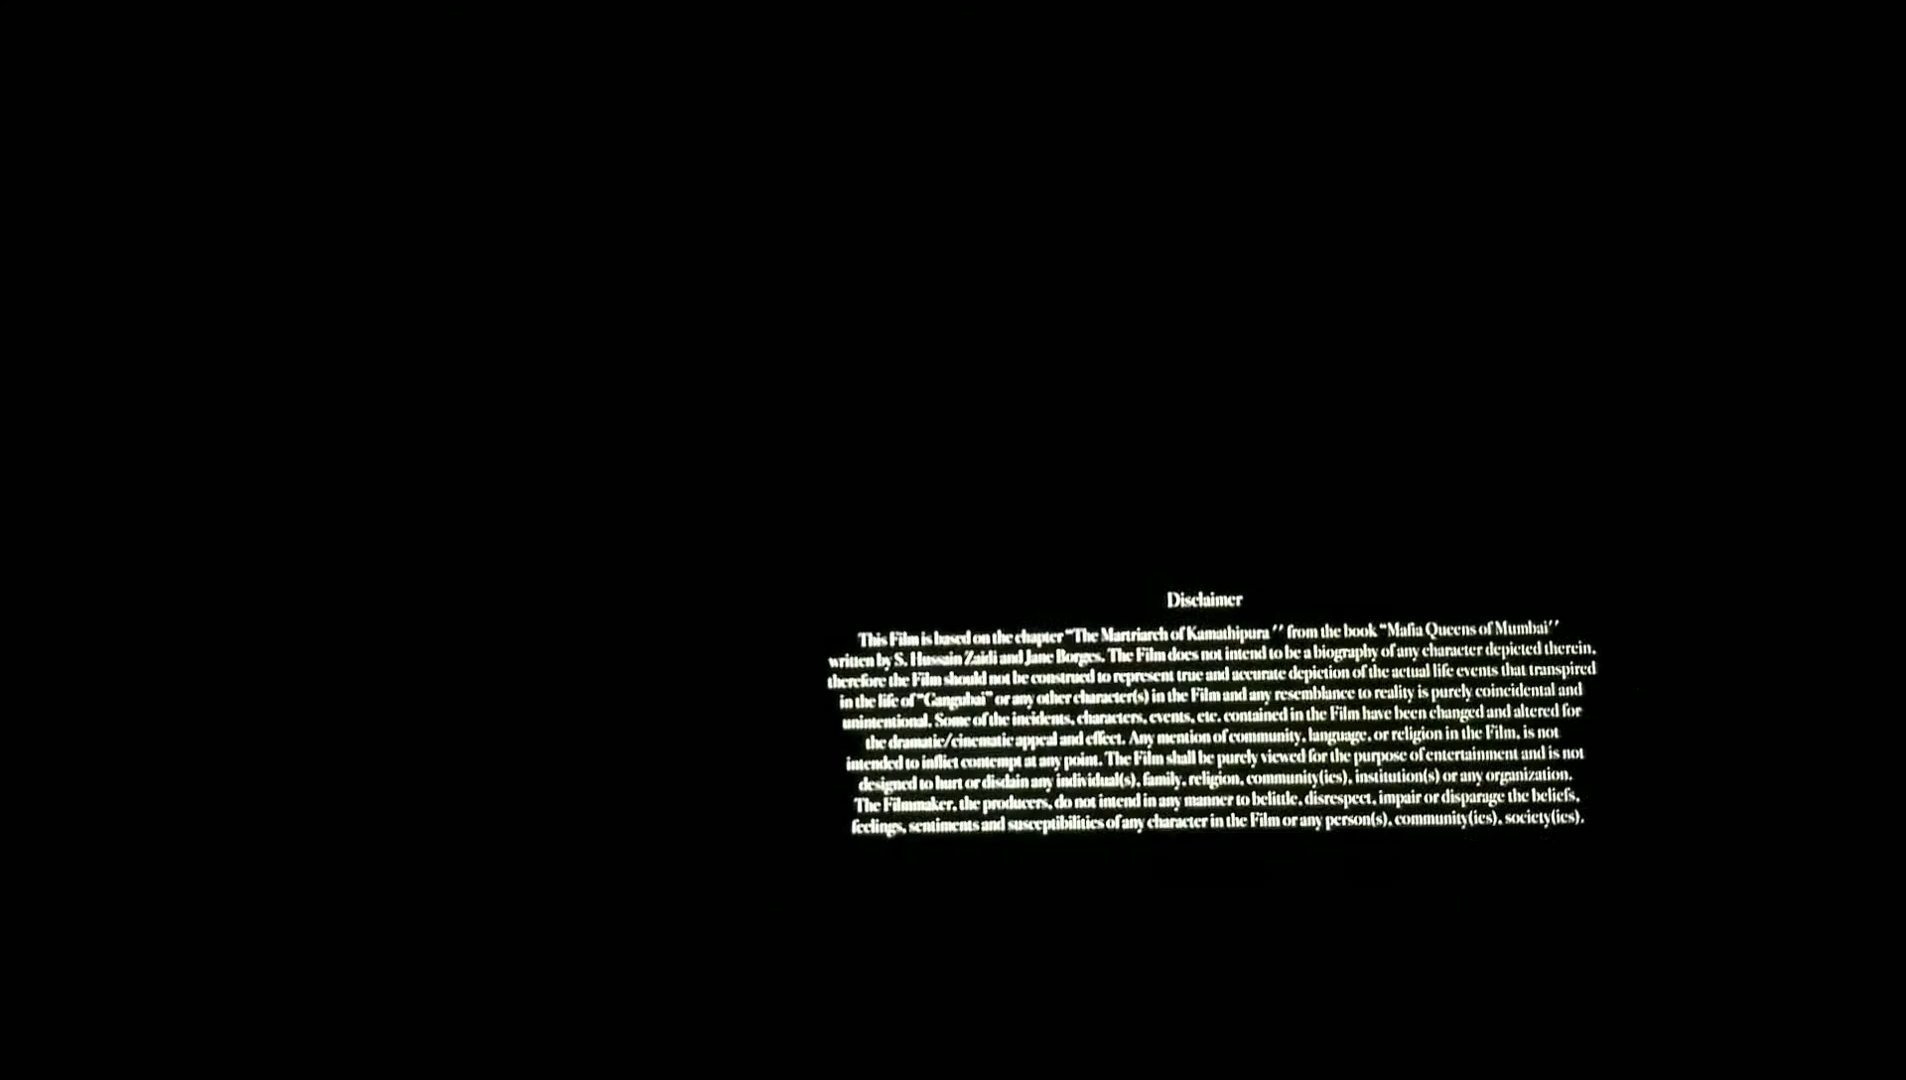 Disclaimer
This Film is based on the chapter "The Martriarch of Kamathipura '' from the book "Mafia Queens of Mumbai''
written by S. Hussain Zaidi and Jane Borges. The Film does not intend to be a biography of any character depicted therein,
therefore the Film should not be construed to represent true and accurate depiction of the actual life events that transpired
in the life of "Gangubai" or any other character(s) in the Film and any resemblance to reality is purely coincidental and
unintentional. Some of the incidents, characters, events, etc. contained in the Film have been changed and altered for
the dramatic/cinematic appeal and effect. Any mention of community, language, or religion in the Film, is not
intended to inflict contempt at any point. The Film shall be purely viewed for the purpose of entertainment and is not
designed to hurt or disdain any individual(s), family, religion, community(ies), institution(s) or any organization.
The Filmmaker, the producers, do not intend in any manner to belittle, disrespect, impair or disparage the beliefs,
feelings, sentiments and susceptibilities of any character in the Film or any person(s), community(ies), society(ies).